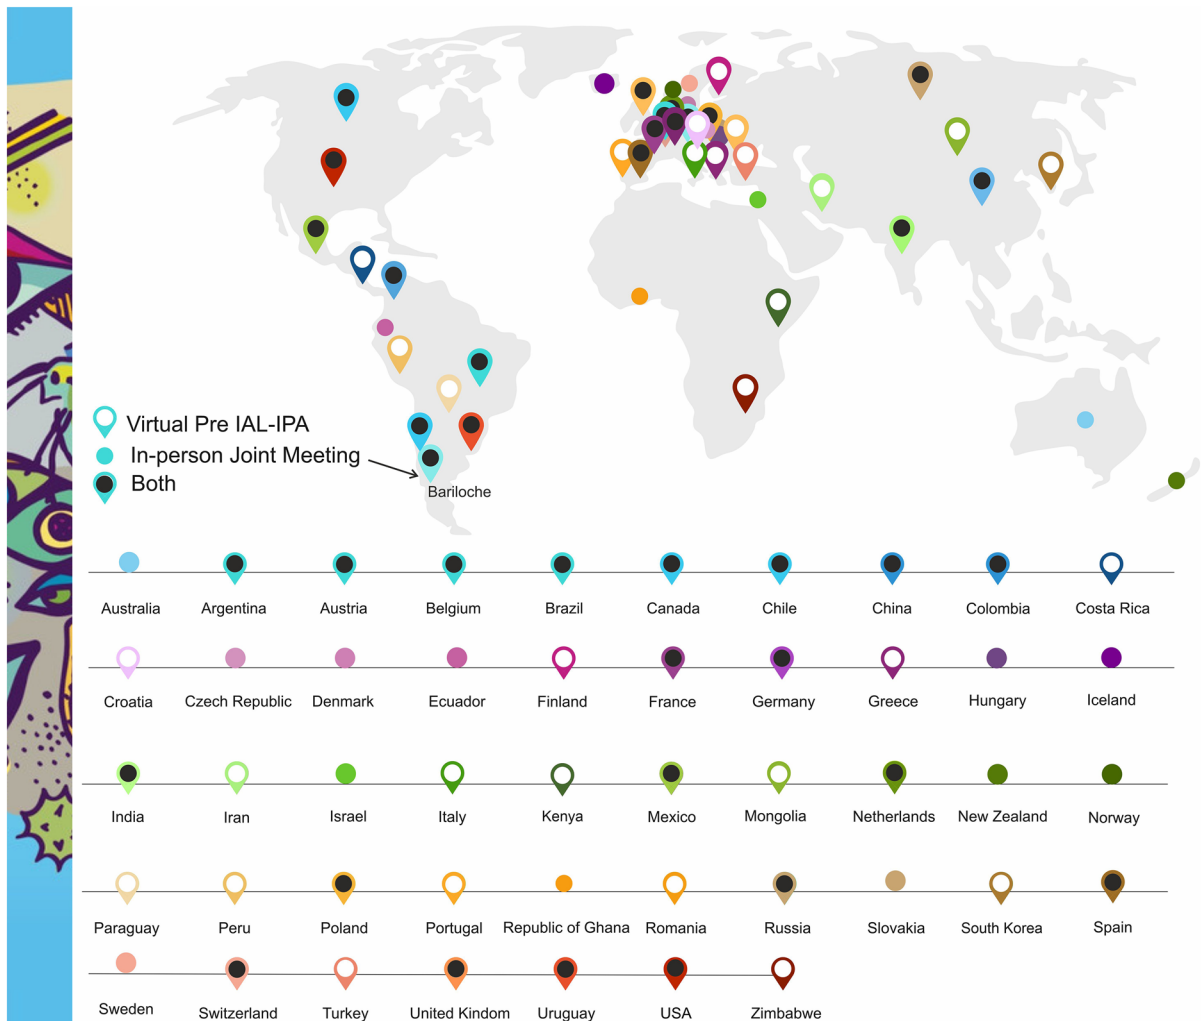 Virtual Pre IAL-IPA
In-person Joint Meeting
Both
Bariloche
Australia Argentina Austria Belgium Brazil Canada Chile China Colombia Costa Rica
Croatia Czech Republic Denmark Ecuador Finland France Germany Greece Hungary Iceland
India Iran Israel Italy Kenya Mexico Mongolia Netherlands New Zealand Norway
Paraguay Peru Poland Portugal Republic of Ghana Romania Russia Slovakia South Korea Spain
Sweden Switzerland Turkey United Kindom Uruguay USA Zimbabwe